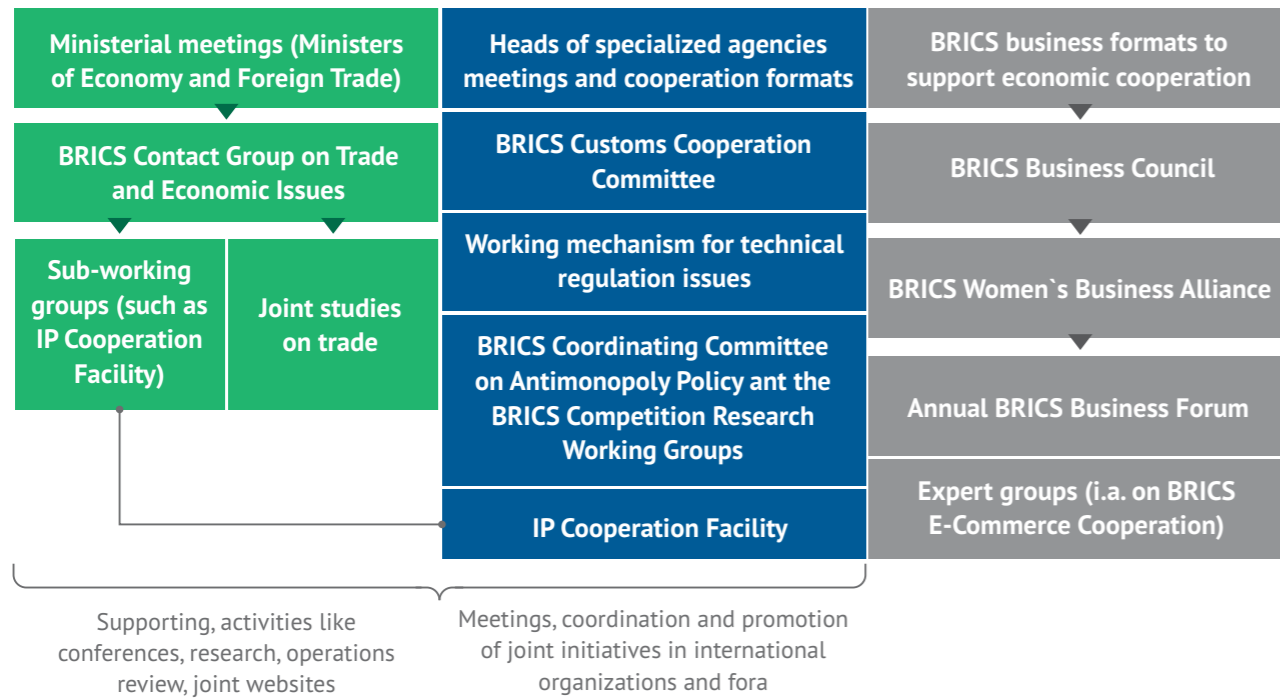 Ministerial meetings (Ministers
of Economy and Foreign Trade)
BRICS Contact Group on Trade
and Economic Issues
Sub-working
groups (such as
IP Cooperation
Facility)
Joint studies
on trade
Heads of specialized agencies
meetings and cooperation formats
BRICS Customs Cooperation
Committee
Working mechanism for technical
regulation issues
BRICS Coordinating Committee
on Antimonopoly Policy ant the
BRICS Competition Research
Working Groups
IP Cooperation Facility
BRICS business formats to
support economic cooperation
BRICS Business Council
BRICS Women`s Business Alliance
Annual BRICS Business Forum
Expert groups (i.a. on BRICS
E-Commerce Cooperation)
Supporting, activities like
conferences, research, operations
review, joint websites
Meetings, coordination and promotion
of joint initiatives in international
organizations and fora